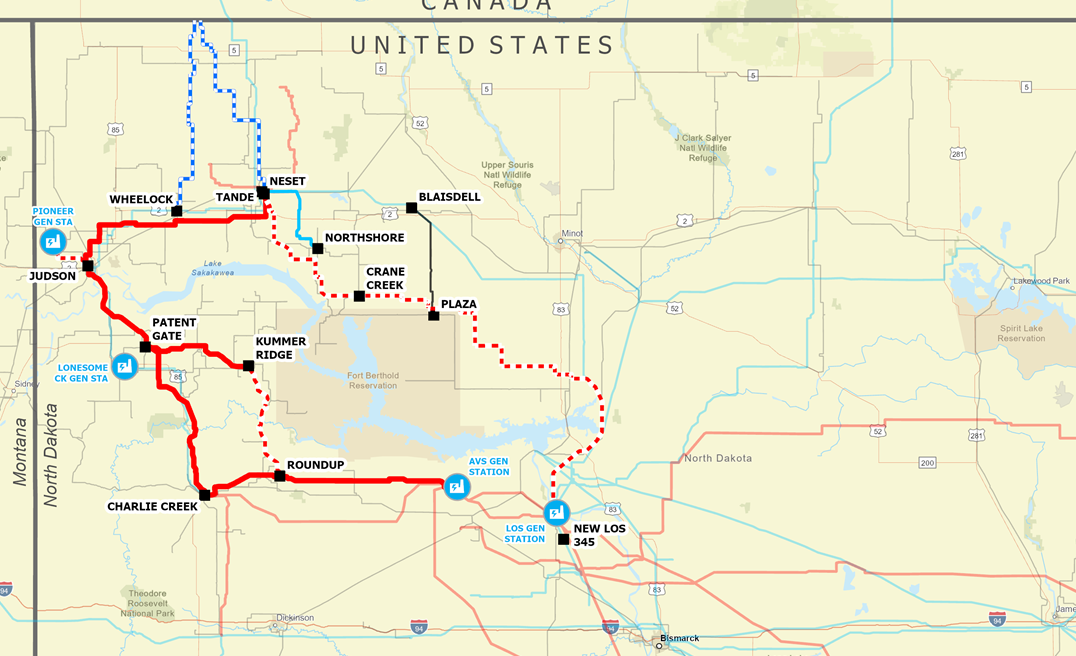 CANADA
UNITED STATES
5
5
5
5
5
85
52
281
J Clark Salyer
Natl Wildlife
Refuge
Upper Souris
Natl Wildlife
Refuge
NESET
TANDE
WHEELOCK
2
BLAISDELL
2
2
PIONEER
GEN STA
NORTHSHORE
Minot
JUDSON
Lake
Sakakawea
CRANE
CREEK
Lakewood Park
PLAZA
83
52
PATENT
GATE
KUMMER
RIDGE
Spirit Lake
Reservation
LONESOME
CK GEN STA
85
Fort Berthold
Reservation
Sidney
Montana
North Dakota
52
281
ROUNDUP
AVS GEN
STATION
North Dakota
200
CHARLIE CREEK
83
LOS GEN
STATION
NEW LOS
345
94
Theodore
Roosevelt
National Park
83
Dickinson
94
94
94
Bismarck
Jame